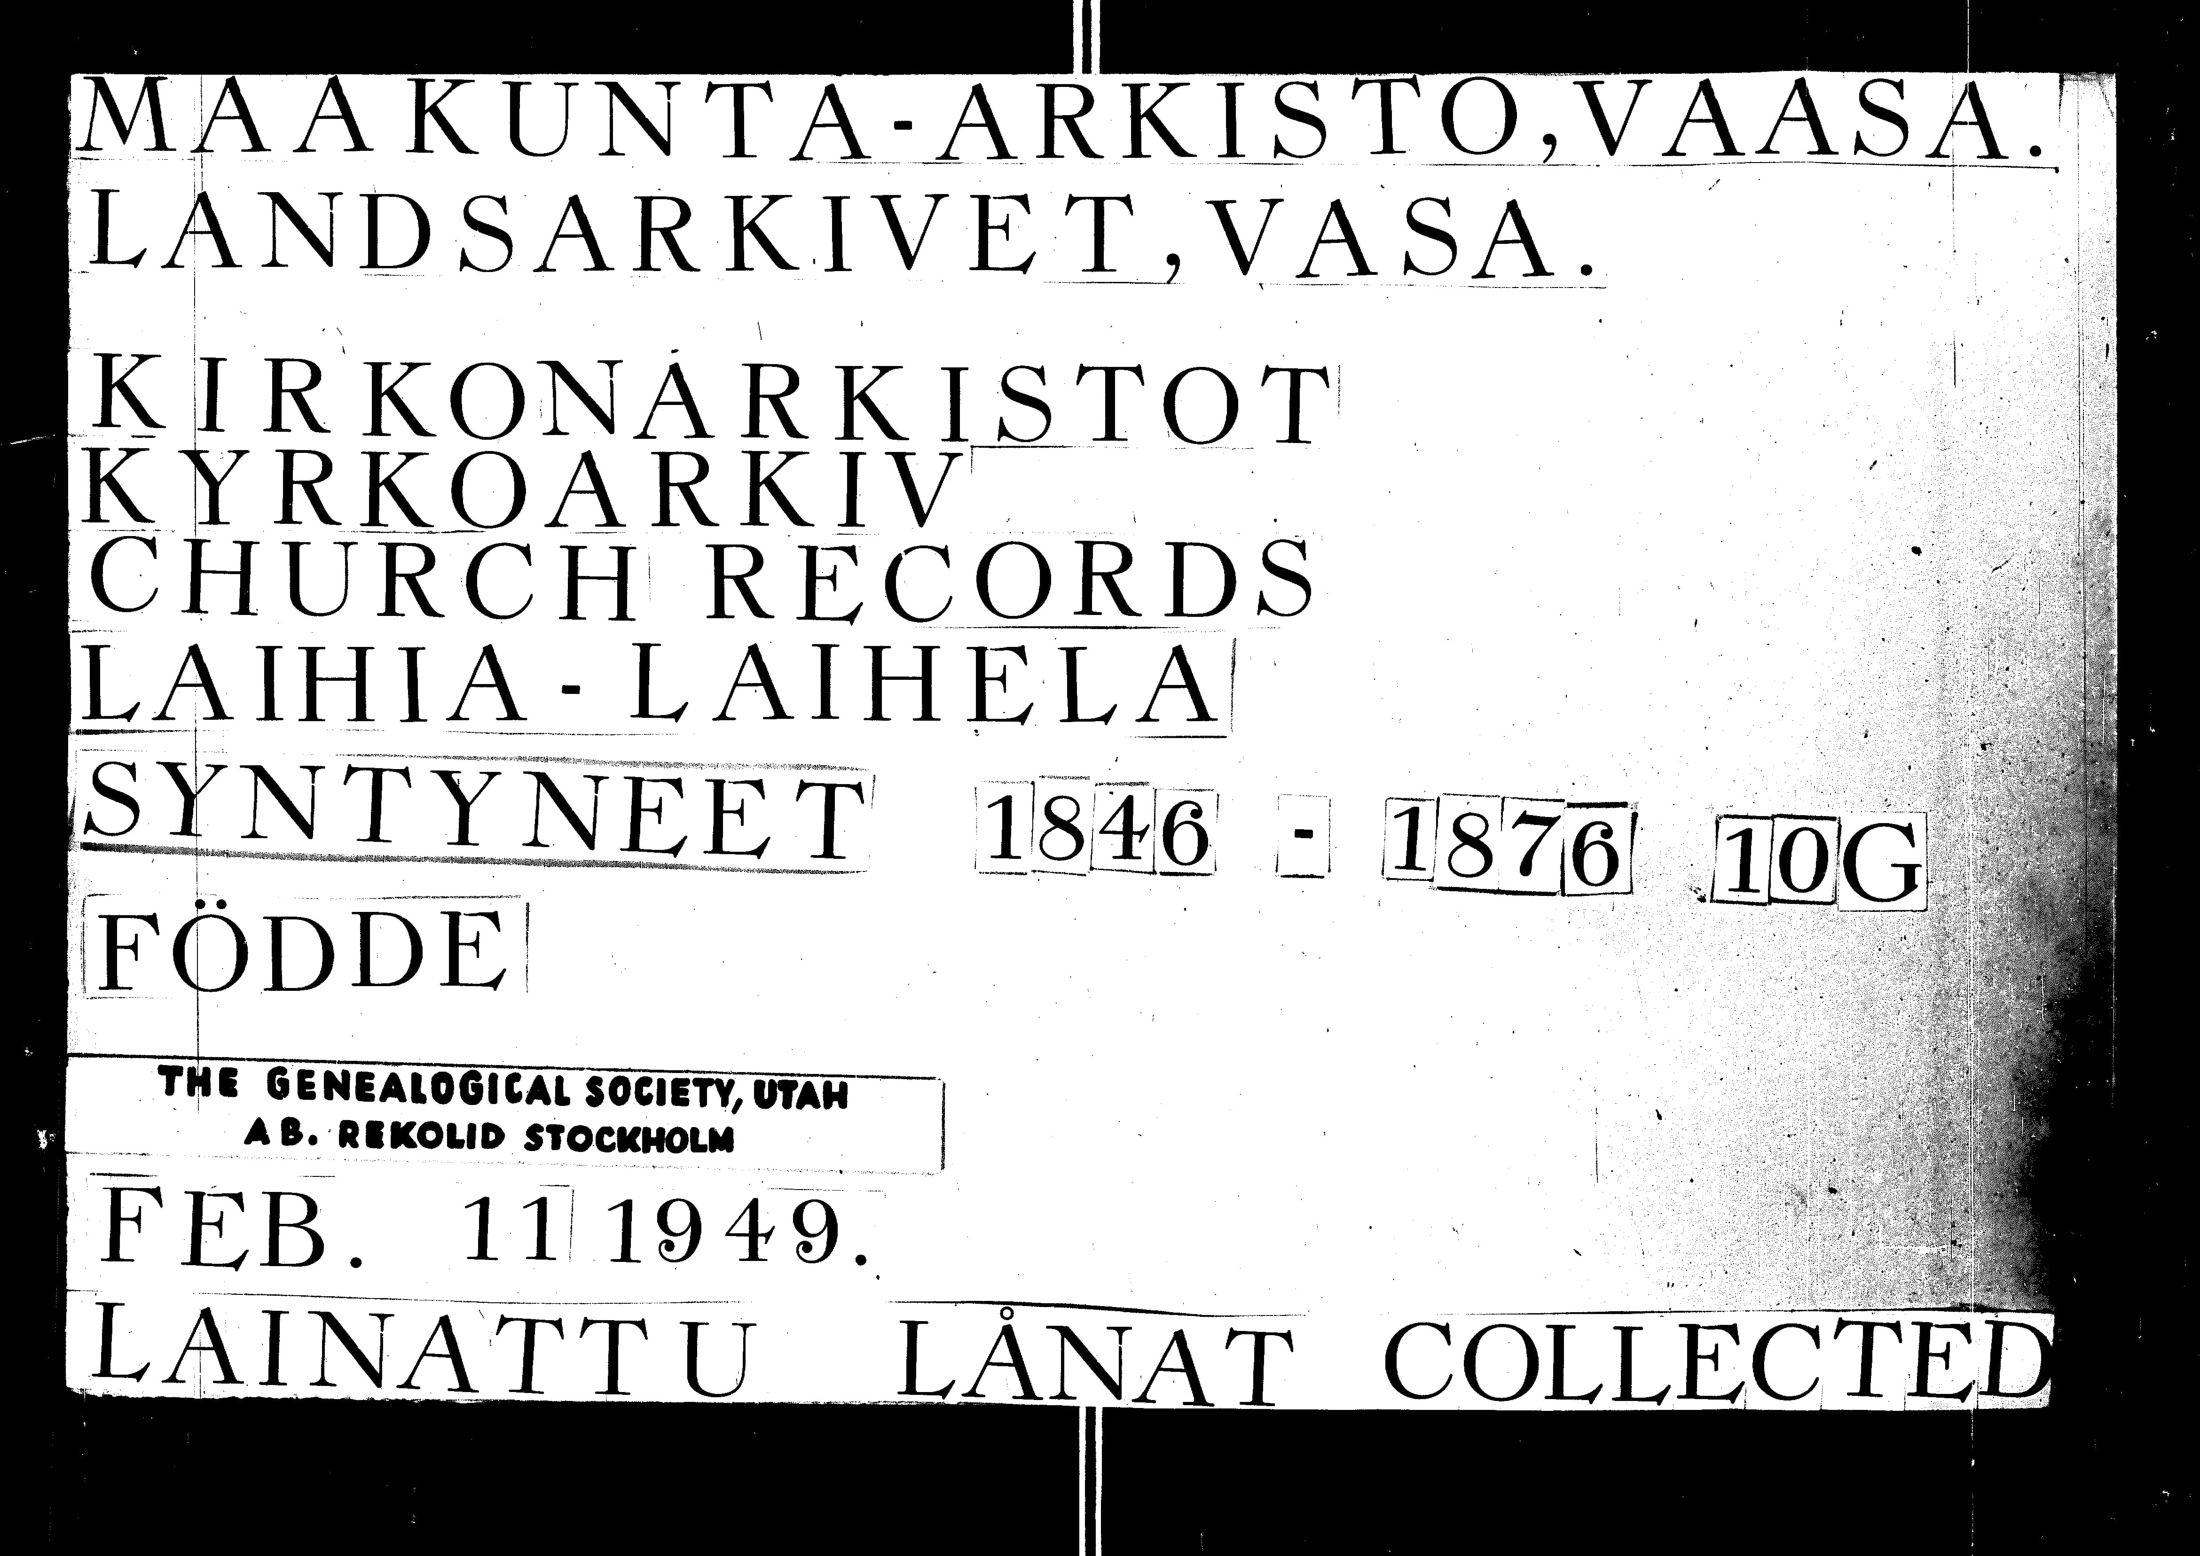 MAAKUNTA-ARKISTO, VAASA.
LANDSARKIVET, VASA.
KIRKONARKISTOT
KYRKOARKIV
CHURCH RECORDS
LAIHIA - LAIHELA
SYNTYNEET 1846 - 1876 10G
FÖDDE
THE GENEALOGICAL SOCIETY, UTAH
AB. REKOLID STOCKHOLM
FEB. 11 1949.
LAINATTU LÅNAT COLLECTED